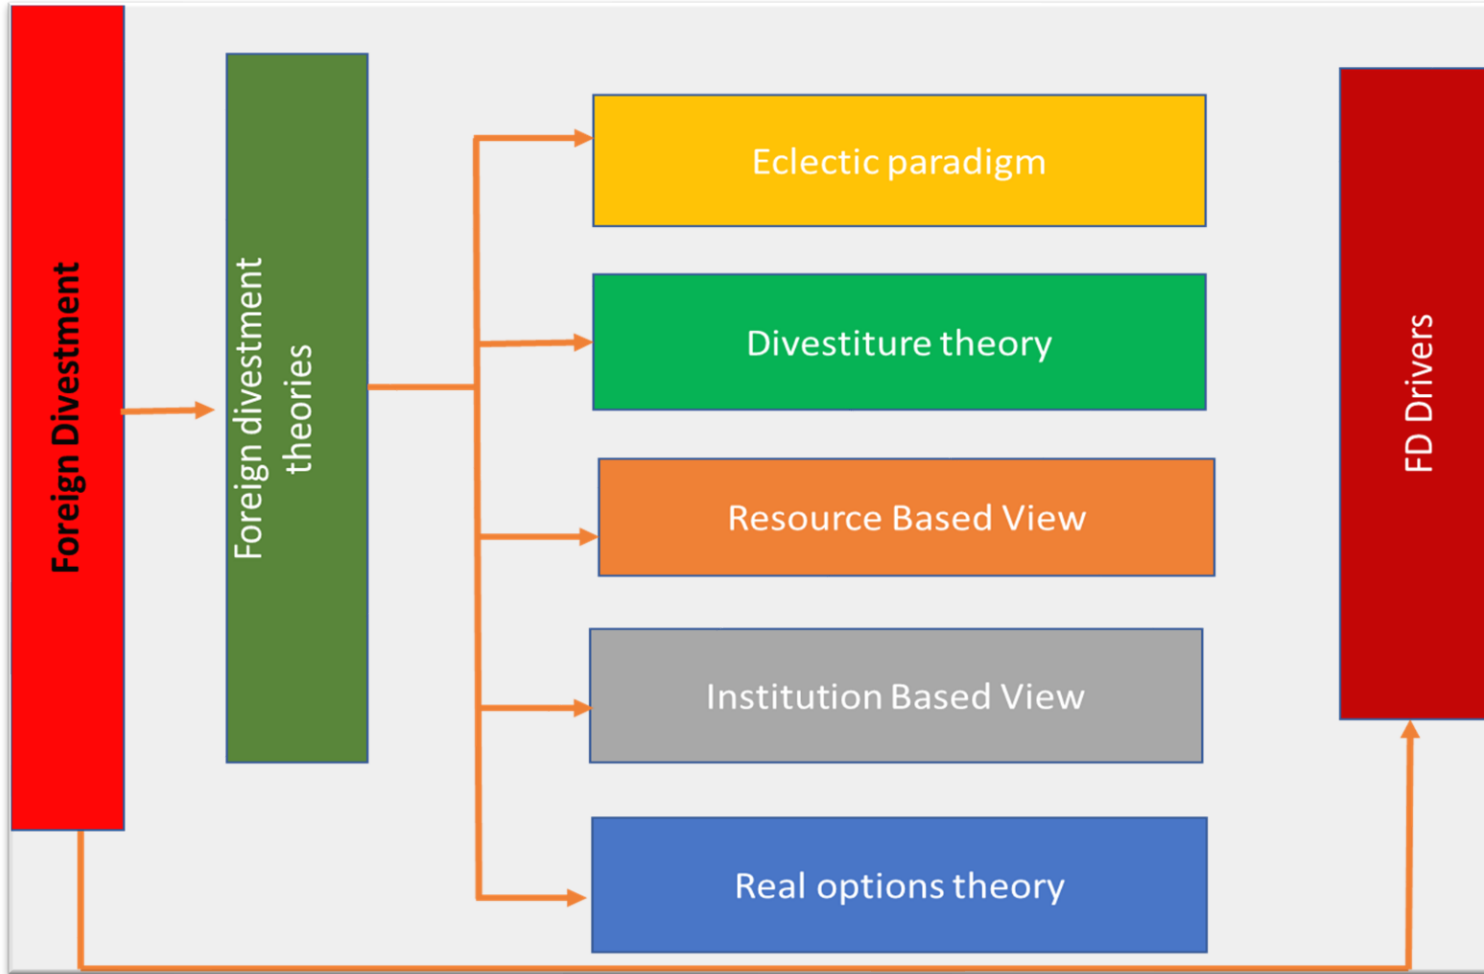 Foreign Divestment
Foreign divestment
theories
Eclectic paradigm
Divestiture theory
Resource Based View
Institution Based View
Real options theory
FD Drivers